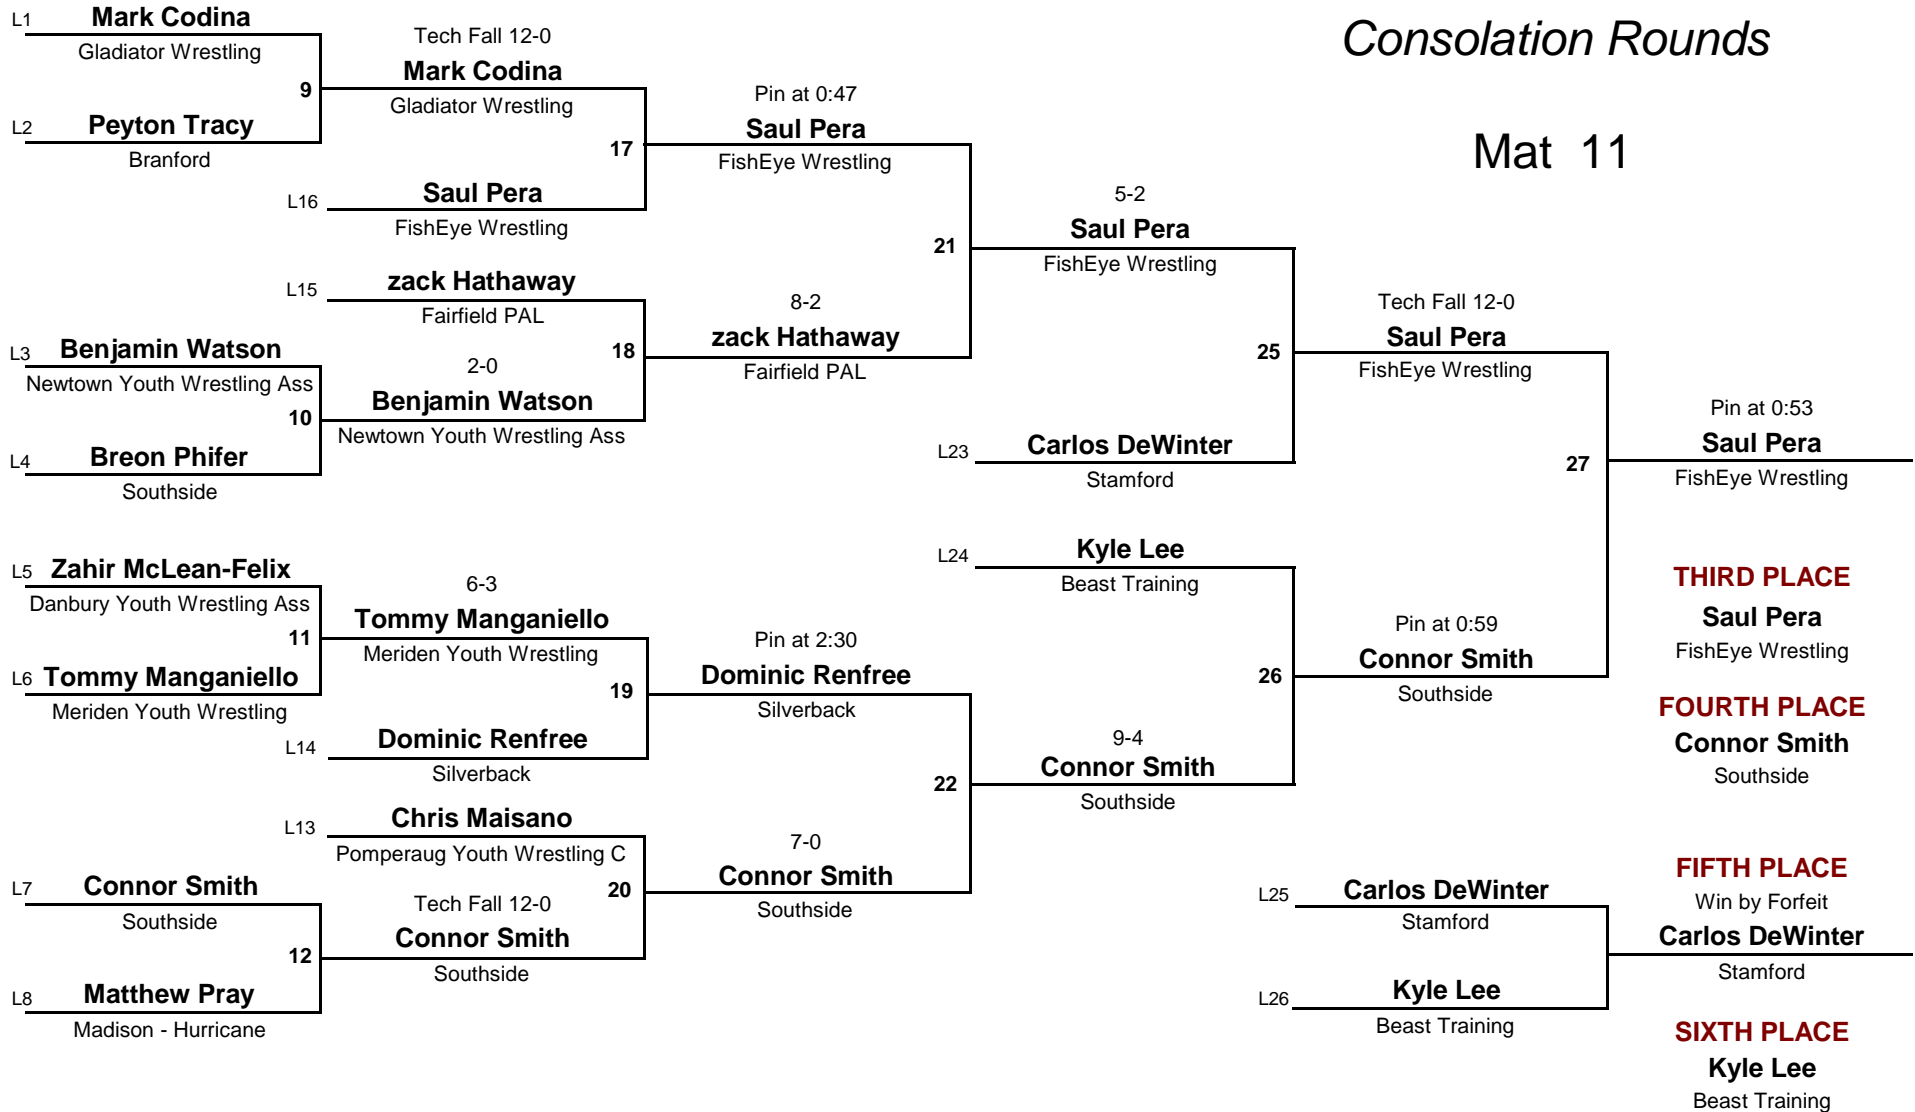 Consolation Rounds
Mat 11
L1 Mark Codina
Gladiator Wrestling
9
L2 Peyton Tracy
Branford
Tech Fall 12-0
Mark Codina
Gladiator Wrestling
17
L16 Saul Pera
FishEye Wrestling
Pin at 0:47
Saul Pera
FishEye Wrestling
21
L15 zack Hathaway
Fairfield PAL
18
L3 Benjamin Watson
Newtown Youth Wrestling Ass
10
L4 Breon Phifer
Southside
2-0
Benjamin Watson
Newtown Youth Wrestling Ass
8-2
zack Hathaway
Fairfield PAL
5-2
Saul Pera
FishEye Wrestling
25
L23 Carlos DeWinter
Stamford
Tech Fall 12-0
Saul Pera
FishEye Wrestling
27
Pin at 0:53
Saul Pera
FishEye Wrestling
L5 Zahir McLean-Felix
Danbury Youth Wrestling Ass
11
L6 Tommy Manganiello
Meriden Youth Wrestling
6-3
Tommy Manganiello
Meriden Youth Wrestling
19
L14 Dominic Renfree
Silverback
Pin at 2:30
Dominic Renfree
Silverback
22
L13 Chris Maisano
Pomperaug Youth Wrestling C
20
L7 Connor Smith
Southside
12
L8 Matthew Pray
Madison - Hurricane
Tech Fall 12-0
Connor Smith
Southside
7-0
Connor Smith
Southside
L24 Kyle Lee
Beast Training
26
9-4
Connor Smith
Southside
Pin at 0:59
Connor Smith
Southside
THIRD PLACE
Saul Pera
FishEye Wrestling
FOURTH PLACE
Connor Smith
Southside
L25 Carlos DeWinter
Stamford
L26 Kyle Lee
Beast Training
FIFTH PLACE
Win by Forfeit
Carlos DeWinter
Stamford
SIXTH PLACE
Kyle Lee
Beast Training